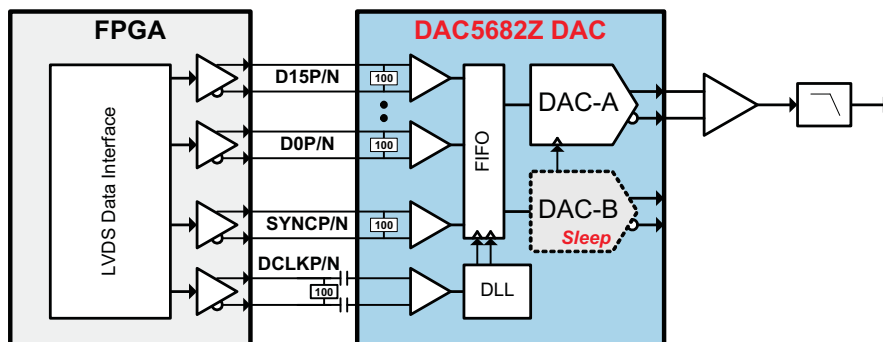 FPGA
DAC5682Z DAC
LVDS Data Interface
D15P/N
100
D0P/N
100
SYNCP/N
100
DCLKP/N
100
FIFO
DLL
DAC-A
DAC-B
Sleep